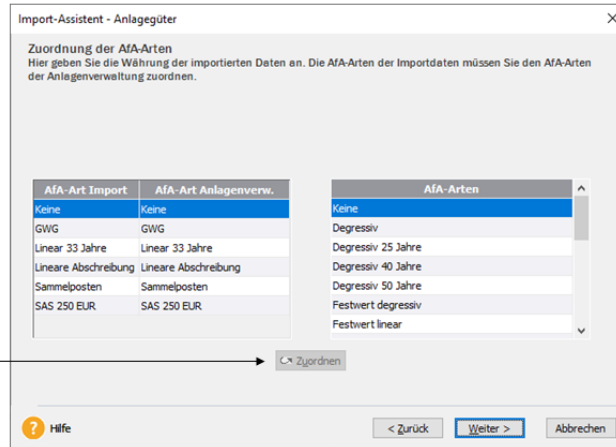 Import-Assistent - Anlagegüter
Zuordnung der AfA-Arten
Hier geben Sie die Währung der importierten Daten an. Die AfA-Arten der Importdaten müssen Sie den AfA-Arten
der Anlagenverwaltung zuordnen.
AfA-Art Import AfA-Art Anlagenverw.
Keine Keine
GWG GWG
Linear 33 Jahre Linear 33 Jahre
Lineare Abschreibung Lineare Abschreibung
Sammelposten Sammelposten
SAS 250 EUR SAS 250 EUR
AfA-Arten
Keine
Degressiv
Degressiv 25 Jahre
Degressiv 40 Jahre
Degressiv 50 Jahre
Festwert degressiv
Festwert linear
Zuordnen
? Hilfe
< Zurück
Weiter >
Abbrechen